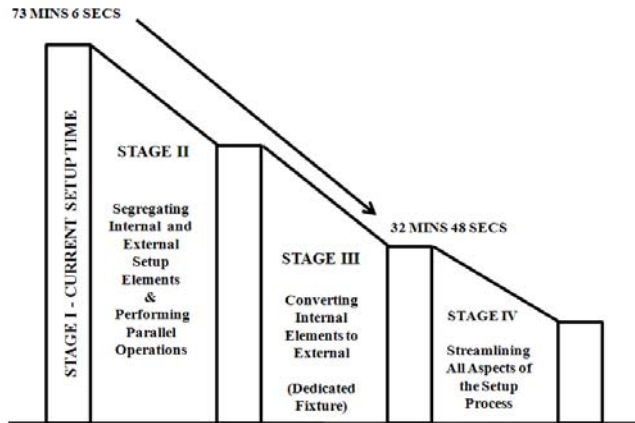 73 MINS 6 SECS
STAGE I - CURRENT SETUP TIME
STAGE II
Segregating
Internal and
External
Setup
Elements
&
Performing
Parallel
Operations
STAGE III
Converting
Internal
Elements to
External
(Dedicated
Fixture)
32 MINS 48 SECS
STAGE IV
Streamlining
All Aspects of
the Setup
Process